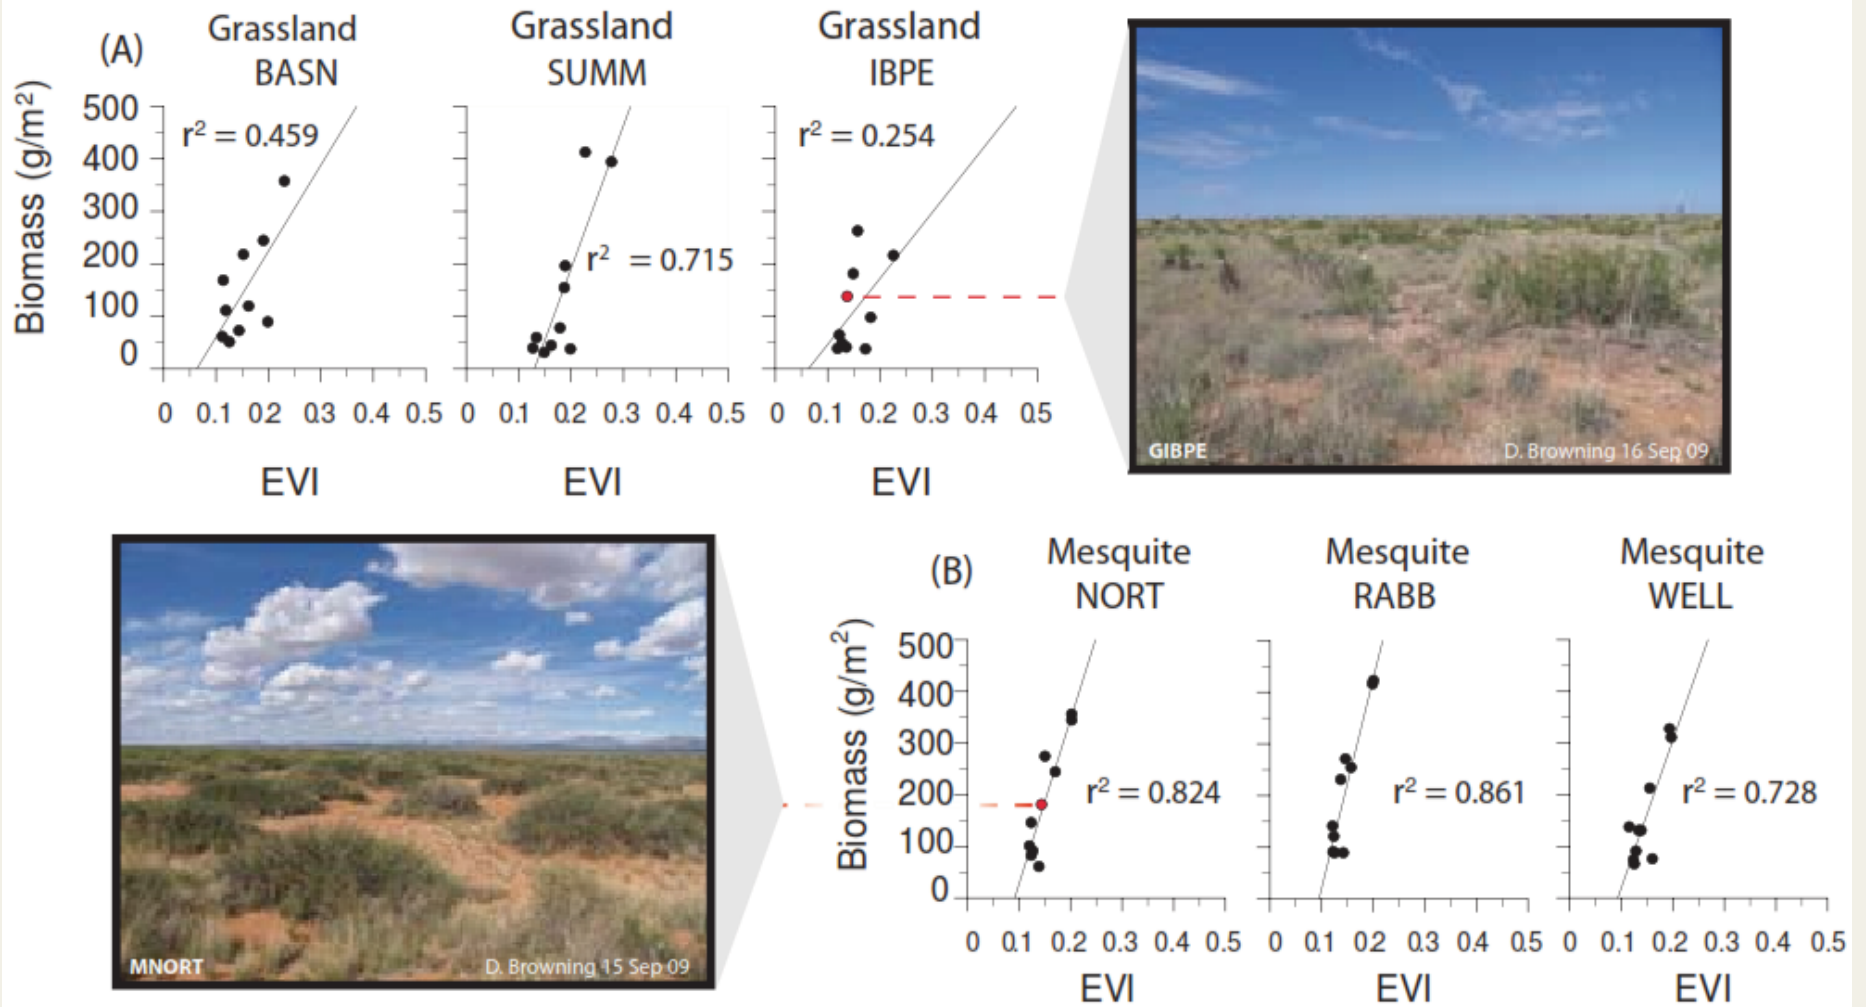 (A)
Grassland
BASN
Grassland
SUMM
Grassland
IBPE
Biomass (g/m²)
500
400
300
200
100
0
r² = 0.459
r² = 0.715
r² = 0.254
0 0.1 0.2 0.3 0.4 0.5
0 0.1 0.2 0.3 0.4 0.5
0 0.1 0.2 0.3 0.4 0.5
EVI
EVI
EVI
GIBPE
D. Browning 16 Sep 09
MNORT
D. Browning 15 Sep 09
(B)
Mesquite
NORT
Mesquite
RABB
Mesquite
WELL
Biomass (g/m²)
500
400
300
200
100
0
r² = 0.824
r² = 0.861
r² = 0.728
0 0.1 0.2 0.3 0.4 0.5
0 0.1 0.2 0.3 0.4 0.5
0 0.1 0.2 0.3 0.4 0.5
EVI
EVI
EVI